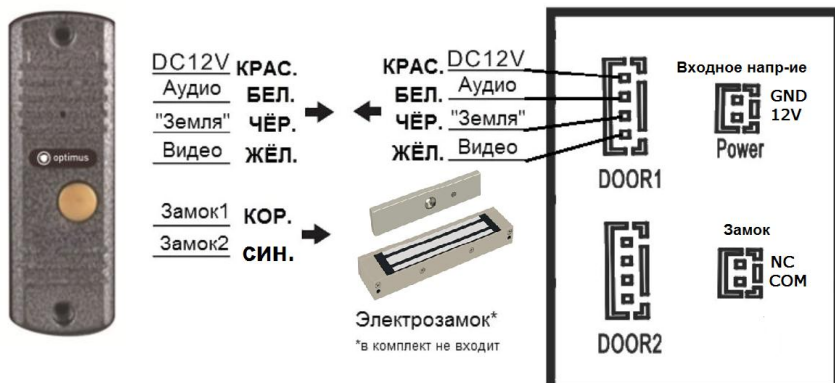 optimus
DC12V КРАС.
Аудио БЕЛ.
"Земля" ЧЁР.
Видео ЖЁЛ.
Замок1 КОР.
Замок2 СИН.
КРАС. DC12V
БЕЛ. Аудио
ЧЁР. "Земля"
ЖЁЛ. Видео
Электрозамок*
*в комплект не входит
DOOR1
DOOR2
Входное напр-ие
GND
12V
Power
Замок
NC
COM